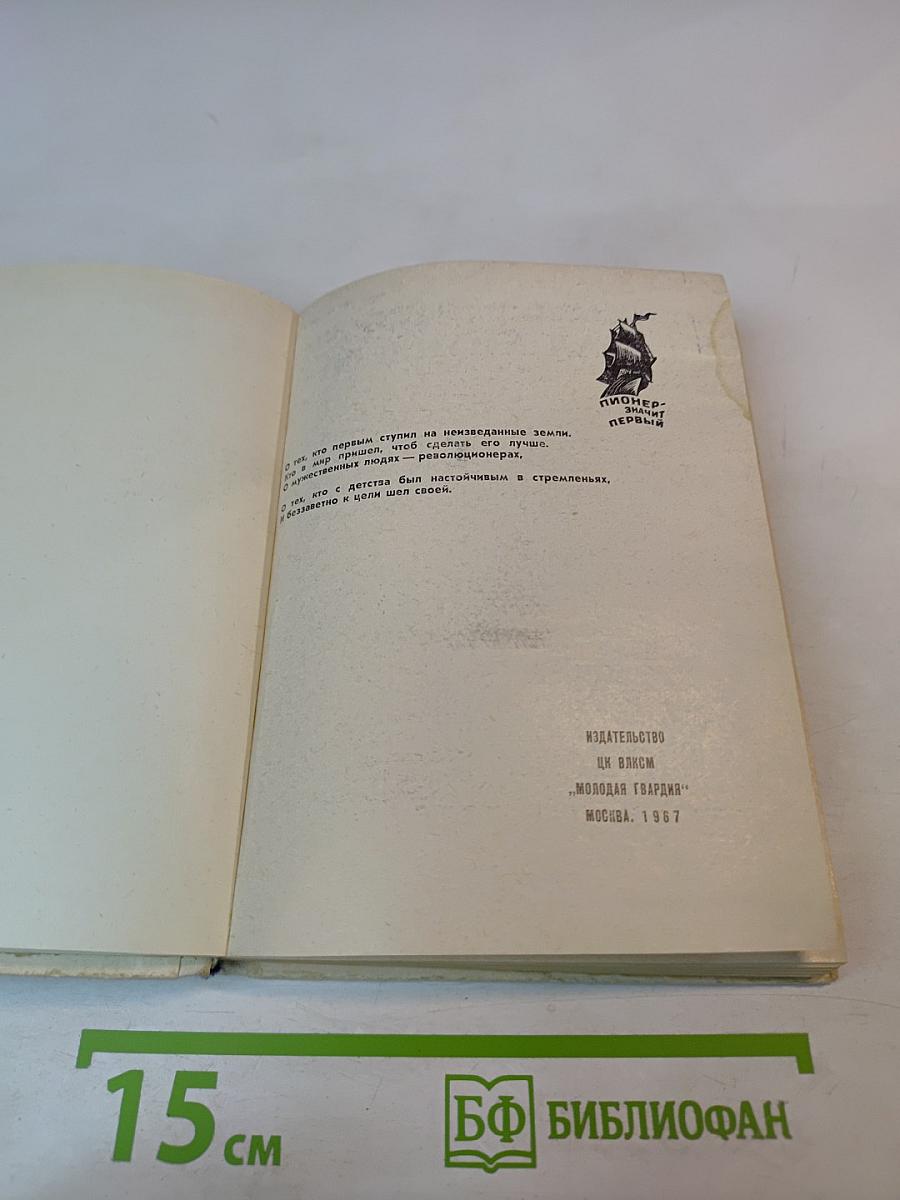 ПИОНЕР-
ЗНАЧИТ
ПЕРВЫЙ
О тех, кто первым ступил на неизведанные земли.
Кто в мир пришел, чтоб сделать его лучше.
О мужественных людях — революционерах,
О тех, кто с детства был настойчивым в стремленьях,
И беззаветно к цели шел своей.
ИЗДАТЕЛЬСТВО
ЦК ВЛКСМ
„МОЛОДАЯ ГВАРДИЯ“
МОСКВА. 1967
15 см
БФ БИБЛИОФАН